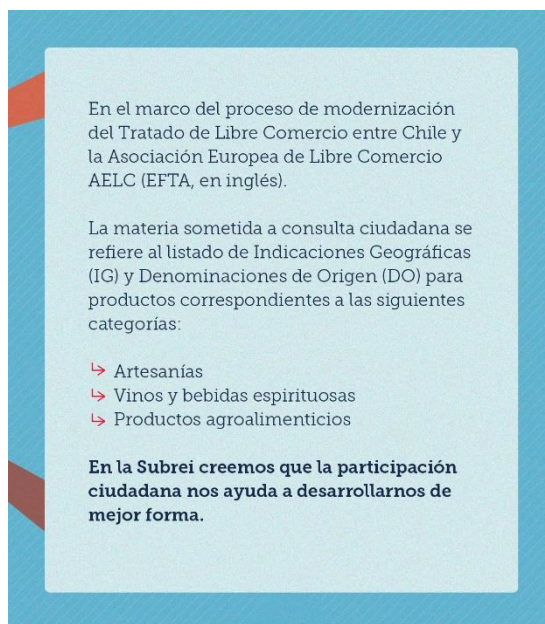 En el marco del proceso de modernización
del Tratado de Libre Comercio entre Chile y
la Asociación Europea de Libre Comercio
AELC (EFTA, en inglés).
La materia sometida a consulta ciudadana se
refiere al listado de Indicaciones Geográficas
(IG) y Denominaciones de Origen (DO) para
productos correspondientes a las siguientes
categorías:
↳ Artesanías
↳ Vinos y bebidas espirituosas
↳ Productos agroalimenticios
En la Subrei creemos que la participación
ciudadana nos ayuda a desarrollarnos de
mejor forma.